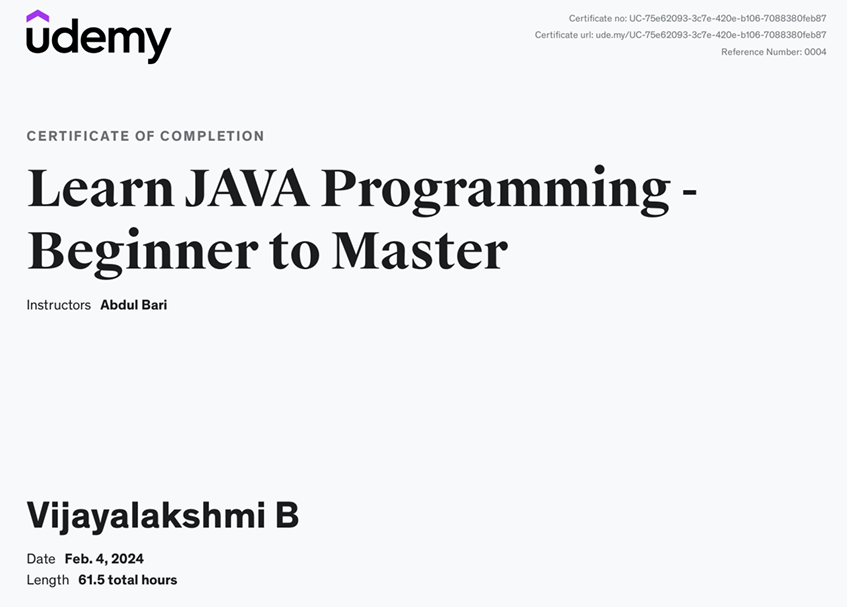 udemy
Certificate no: UC-75e62093-3c7e-420e-b106-7088380feb87
Certificate url: ude.my/UC-75e62093-3c7e-420e-b106-7088380feb87
Reference Number: 0004
CERTIFICATE OF COMPLETION
Learn JAVA Programming -
Beginner to Master
Instructors Abdul Bari
Vijayalakshmi B
Date Feb. 4, 2024
Length 61.5 total hours